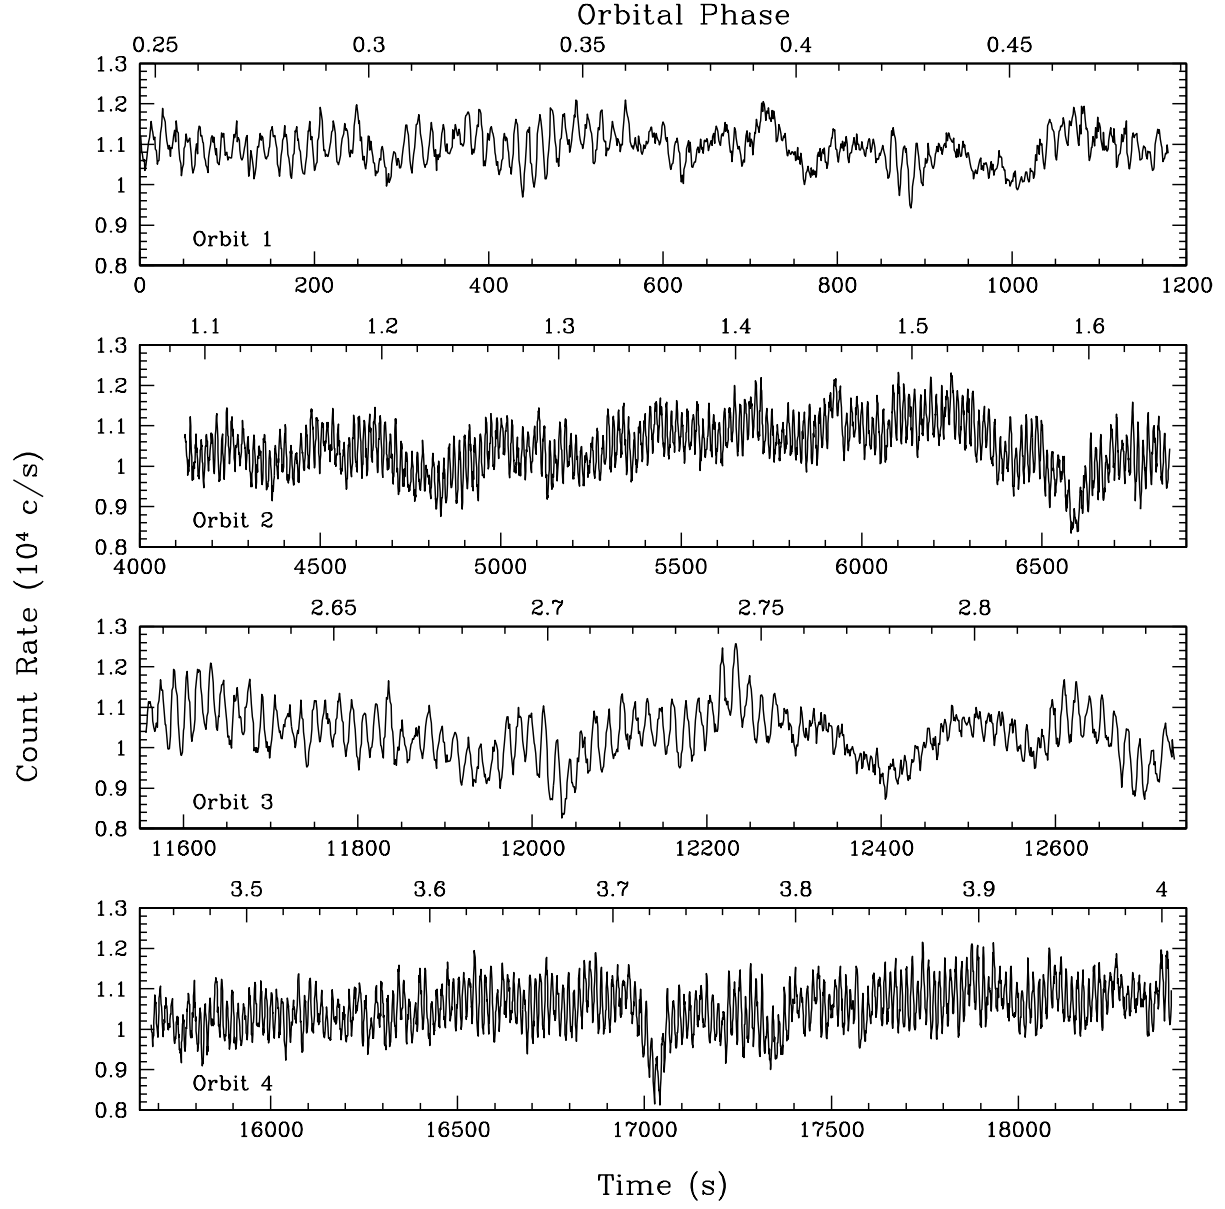 Orbital Phase
0.25 0.3 0.35 0.4 0.45
1.3
1.2
1.1
1
0.9
0.8
Orbit 1
0 200 400 600 800 1000 1200
1.1 1.2 1.3 1.4 1.5 1.6
1.3
1.2
1.1
1
0.9
0.8
Orbit 2
4000 4500 5000 5500 6000 6500
Count Rate (10⁴ c/s)
2.65 2.7 2.75 2.8
1.3
1.2
1.1
1
0.9
0.8
Orbit 3
11600 11800 12000 12200 12400 12600
3.5 3.6 3.7 3.8 3.9 4
1.3
1.2
1.1
1
0.9
0.8
Orbit 4
16000 16500 17000 17500 18000
Time (s)